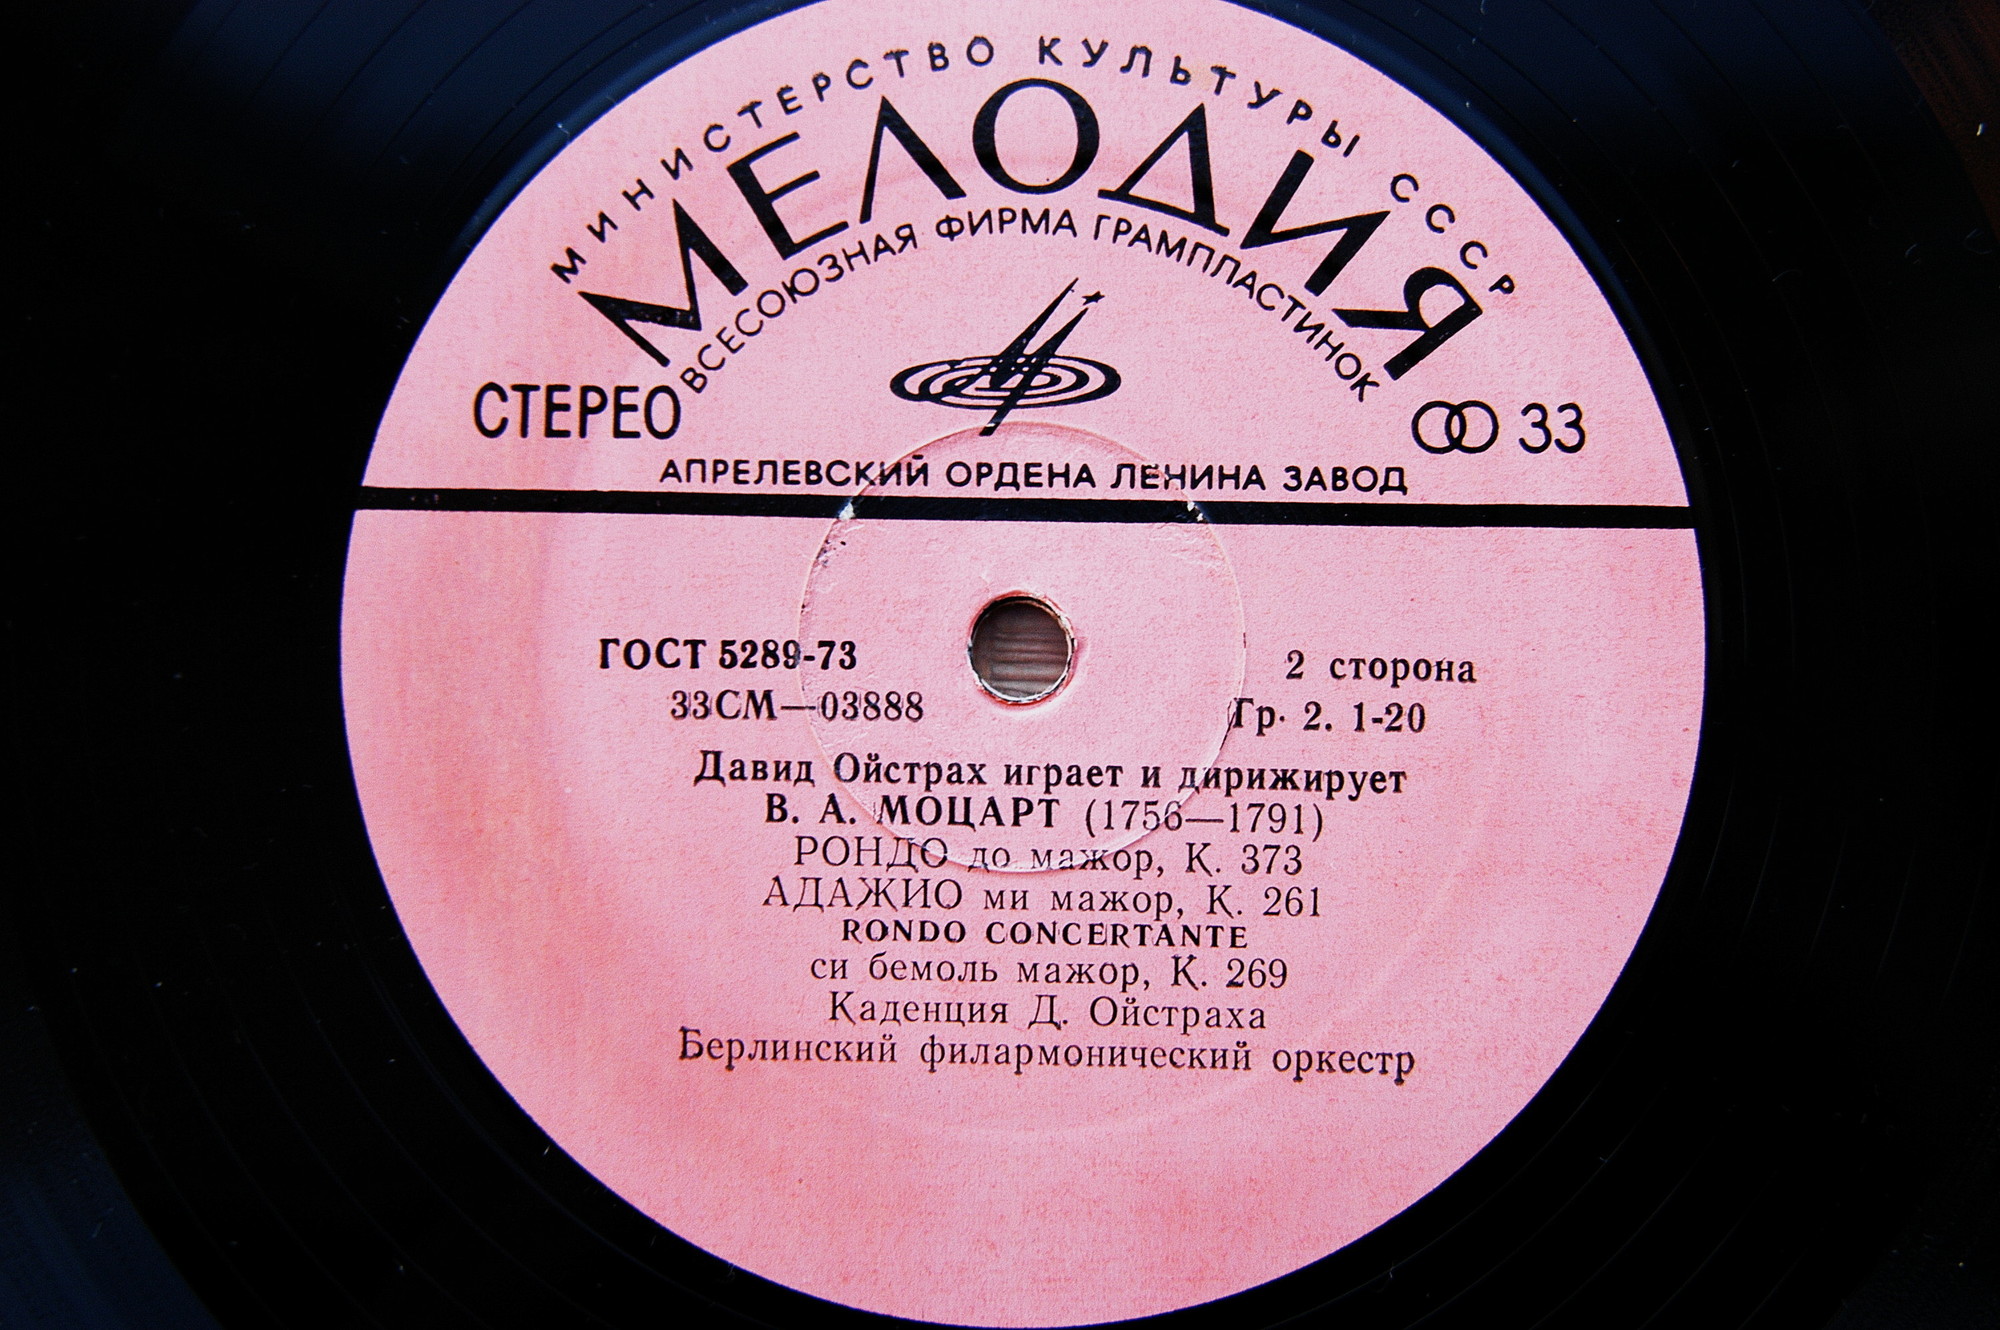 МИНИСТЕРСТВО КУЛЬТУРЫ СССР
МЕЛОДИЯ
ВСЕСОЮЗНАЯ ФИРМА ГРАМПЛАСТИНОК
СТЕРЕО
33
АПРЕЛЕВСКИЙ ОРДЕНА ЛЕНИНА ЗАВОД
ГОСТ 5289-73
2 сторона
33СМ—03888
Гр. 2. 1-20
Давид Ойстрах играет и дирижирует
В. А. МОЦАРТ (1756—1791)
РОНДО до мажор, К. 373
АДАЖИО ми мажор, К. 261
RONDO CONCERTANTE
си бемоль мажор, К. 269
Каденция Д. Ойстраха
Берлинский филармонический оркестр